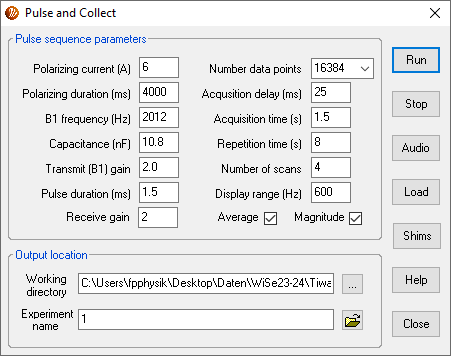 Pulse and Collect
Pulse sequence parameters
Polarizing current (A) 6
Number data points 16384
Run
Polarizing duration (ms) 4000
Acqusition delay (ms) 25
B1 frequency (Hz) 2012
Acquisition time (s) 1.5
Stop
Capacitance (nF) 10.8
Repetition time (s) 8
Audio
Transmit (B1) gain 2.0
Number of scans 4
Pulse duration (ms) 1.5
Display range (Hz) 600
Load
Receive gain 2
Average Magnitude
Shims
Output location
Working
directory C:\Users\fpphysik\Desktop\Daten\WiSe23-24\Tiwa
...
Help
Experiment
name 1
Close